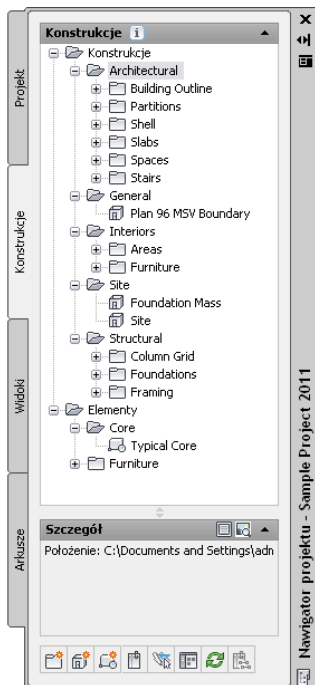 Konstrukcje
Konstrukcje
Architectural
Building Outline
Partitions
Shell
Slabs
Spaces
Stairs
General
Plan 96 MSV Boundary
Interiors
Areas
Furniture
Site
Foundation Mass
Site
Structural
Column Grid
Foundations
Framing
Elementy
Core
Typical Core
Furniture
Szczegół
Położenie: C:\Documents and Settings\adn
Projekt
Konstrukcje
Widoki
Arkusze
Nawigator projektu - Sample Project 2011